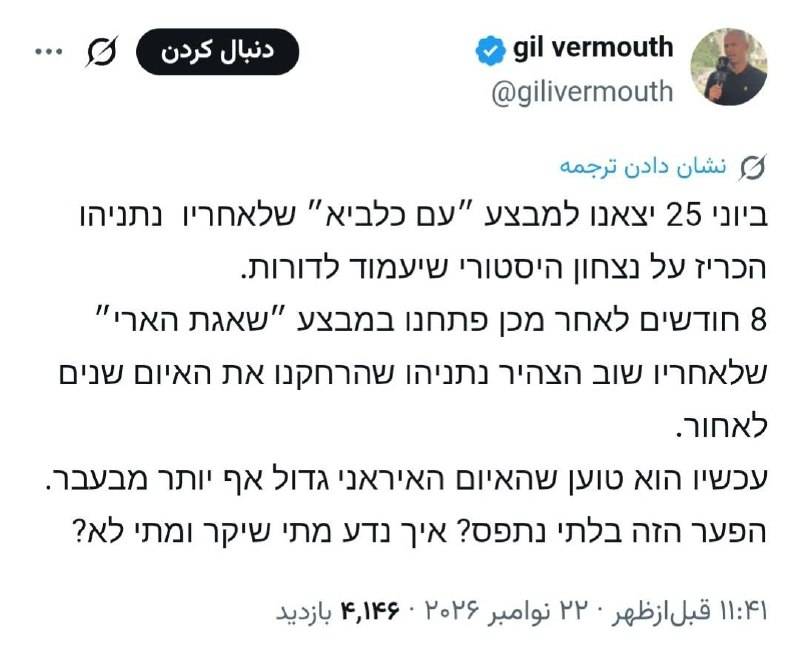 gil vermouth
@gilivermouth
دنبال کردن
نشان دادن ترجمه
ביוני 25 יצאנו למבצע ״עם כלביא״ שלאחריו נתניהו
הכריז על נצחון היסטורי שיעמוד לדורות.
8 חודשים לאחר מכן פתחנו במבצע ״שאגת הארי״
שלאחריו שוב הצהיר נתניהו שהרחקנו את האיום שנים
לאחור.
עכשיו הוא טוען שהאיום האיראני גדול אף יותר מבעבר.
הפער הזה בלתי נתפס? איך נדע מתי שיקר ומתי לא?
۱۱:۴۱ قبل‌ازظهر · ۲۲ نوامبر ۲۰۲۶ · ۴,۱۴۶ بازدید